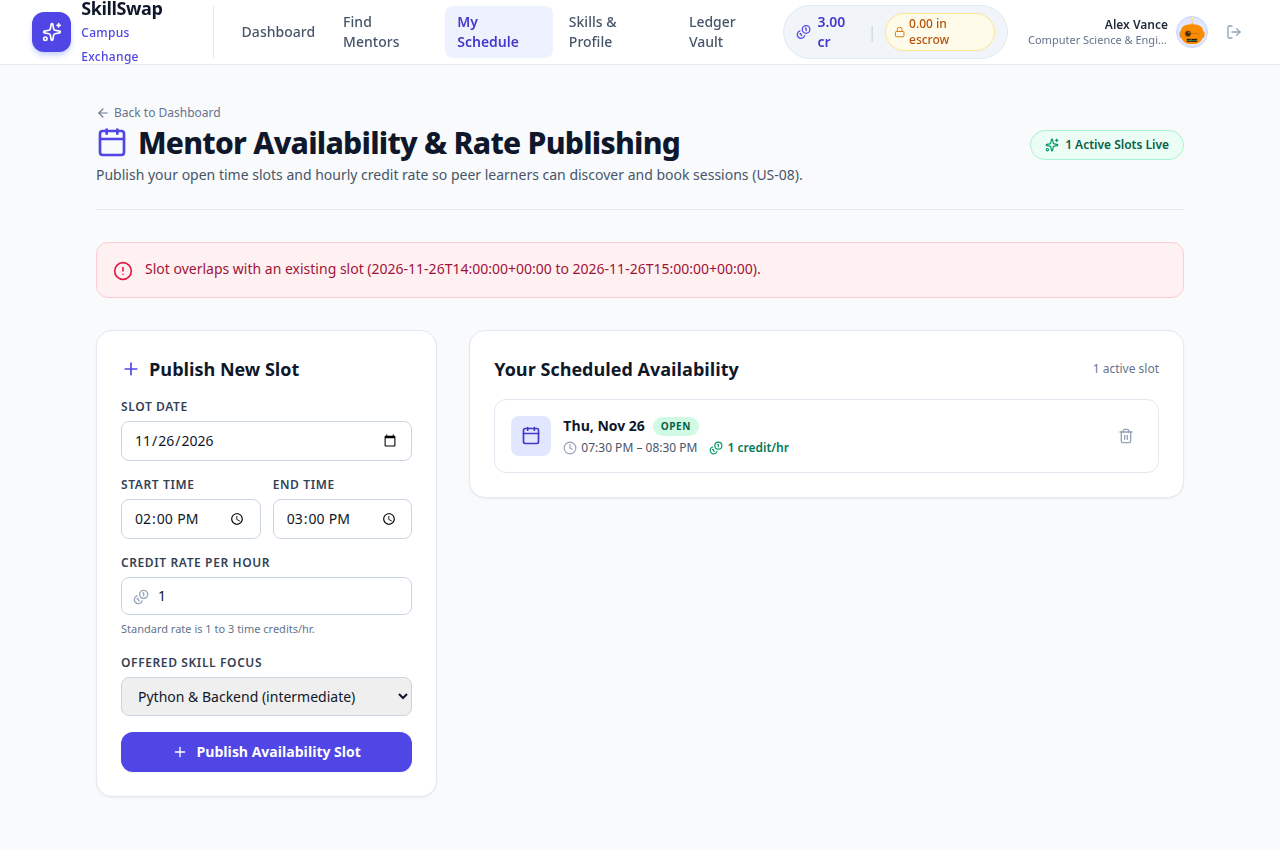 SkillSwap
Campus
Exchange
Dashboard
Find
Mentors
My
Schedule
Skills &
Profile
Ledger
Vault
3.00
cr
0.00 in
escrow
Alex Vance
Computer Science & Engi...
Back to Dashboard
Mentor Availability & Rate Publishing
1 Active Slots Live
Publish your open time slots and hourly credit rate so peer learners can discover and book sessions (US-08).
Slot overlaps with an existing slot (2026-11-26T14:00:00+00:00 to 2026-11-26T15:00:00+00:00).
Publish New Slot
SLOT DATE
11/26/2026
START TIME
END TIME
02:00 PM
03:00 PM
CREDIT RATE PER HOUR
1
Standard rate is 1 to 3 time credits/hr.
OFFERED SKILL FOCUS
Python & Backend (intermediate)
Publish Availability Slot
Your Scheduled Availability
1 active slot
Thu, Nov 26 OPEN
07:30 PM – 08:30 PM 1 credit/hr